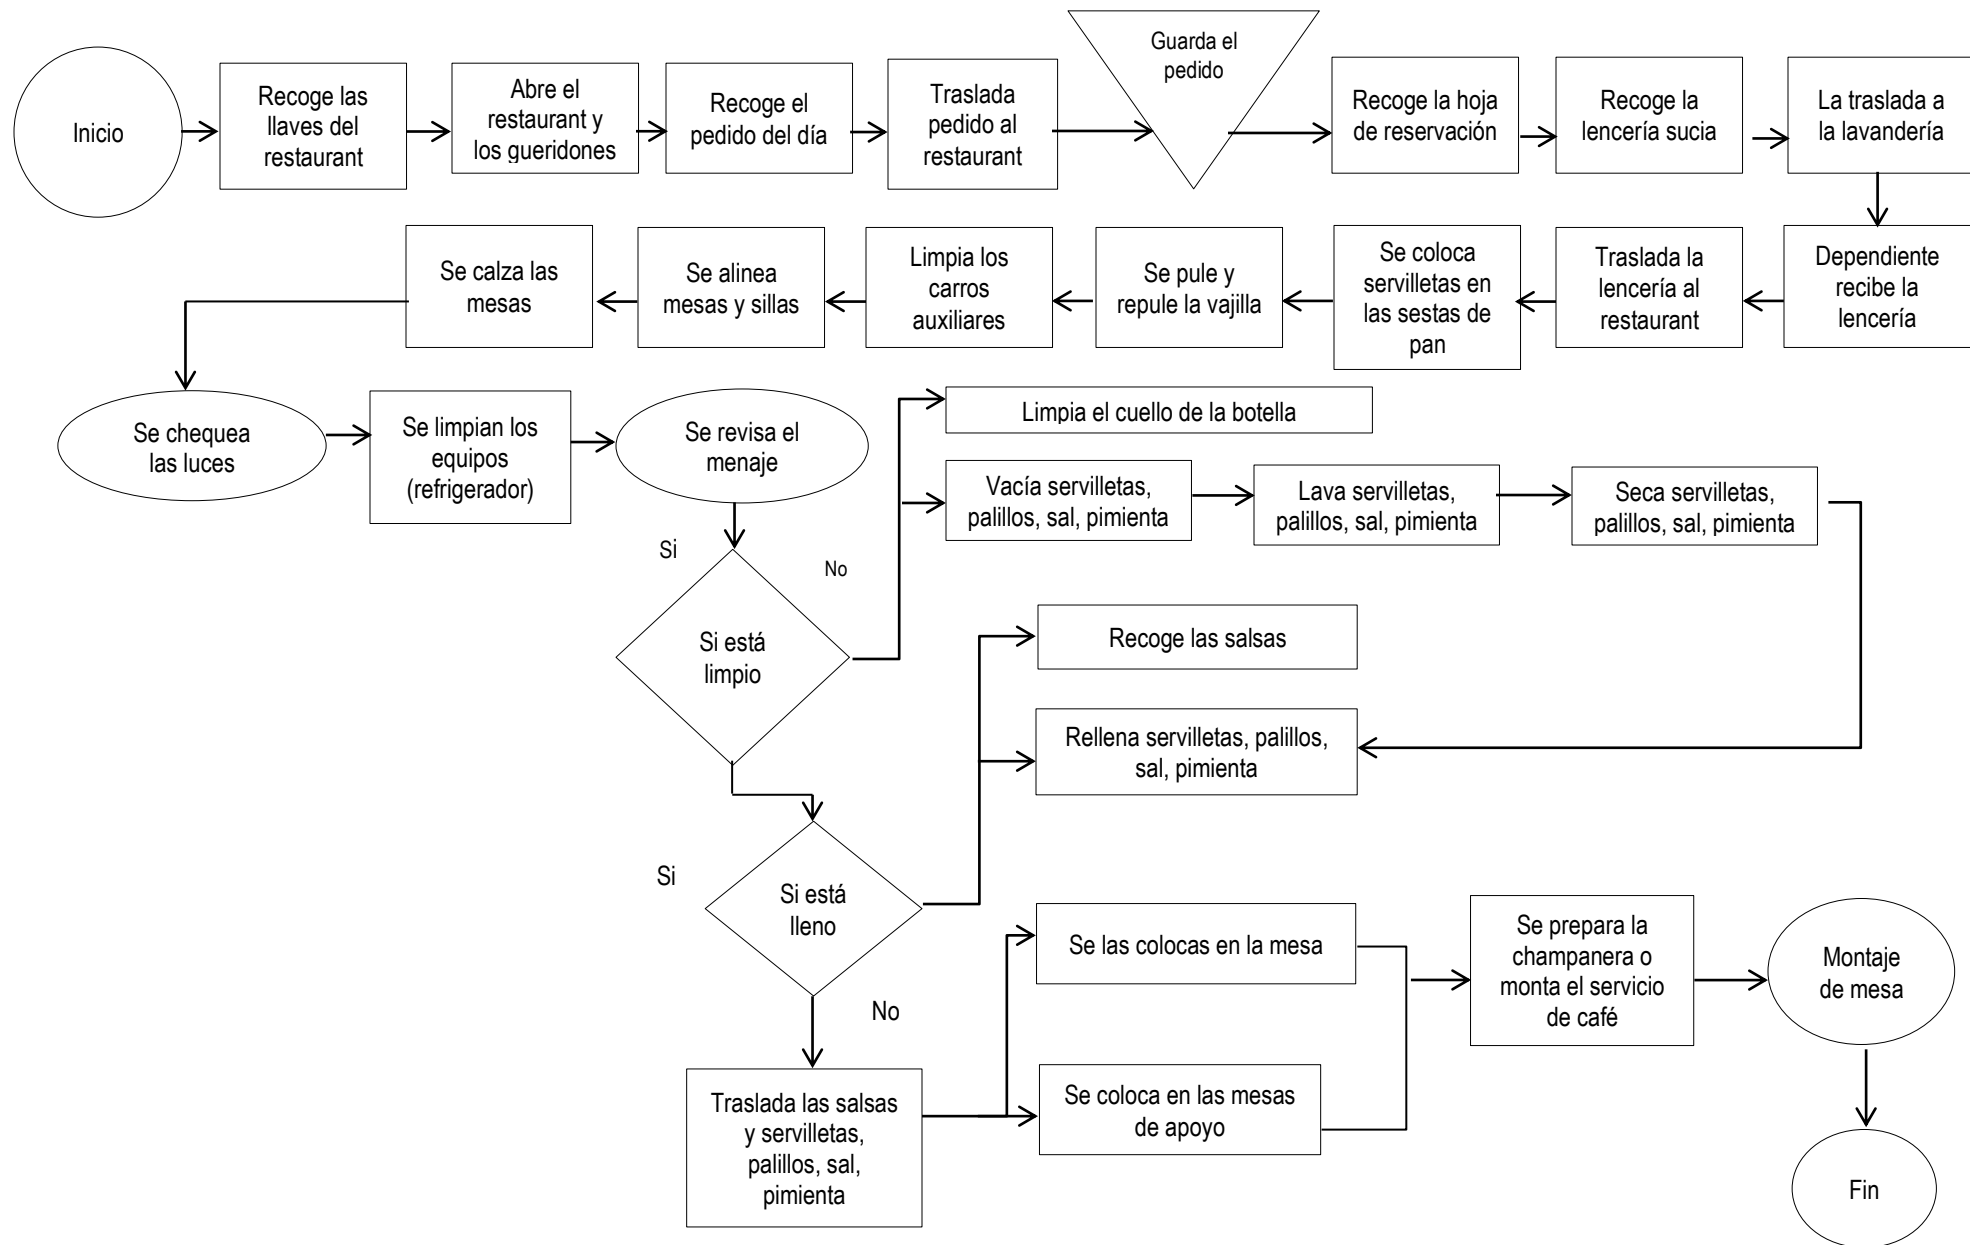 Inicio
Recoge las
llaves del
restaurant
Abre el
restaurant y
los gueridones
Recoge el
pedido del día
Traslada
pedido al
restaurant
Guarda el
pedido
Recoge la hoja
de reservación
Recoge la
lencería sucia
La traslada a
la lavandería
Dependiente
recibe la
lencería
Traslada la
lencería al
restaurant
Se coloca
servilletas en
las sestas de
pan
Se pule y
repule la vajilla
Limpia los
carros
auxiliares
Se alinea
mesas y sillas
Se calza las
mesas
Se chequea
las luces
Se limpian los
equipos
(refrigerador)
Se revisa el
menaje
Si
No
Si está
limpio
Limpia el cuello de la botella
Vacía servilletas,
palillos, sal, pimienta
Lava servilletas,
palillos, sal, pimienta
Seca servilletas,
palillos, sal, pimienta
Recoge las salsas
Rellena servilletas, palillos,
sal, pimienta
Si
Si está
lleno
No
Traslada las salsas
y servilletas,
palillos, sal,
pimienta
Se las colocas en la mesa
Se coloca en las mesas
de apoyo
Se prepara la
champanera o
monta el servicio
de café
Montaje
de mesa
Fin